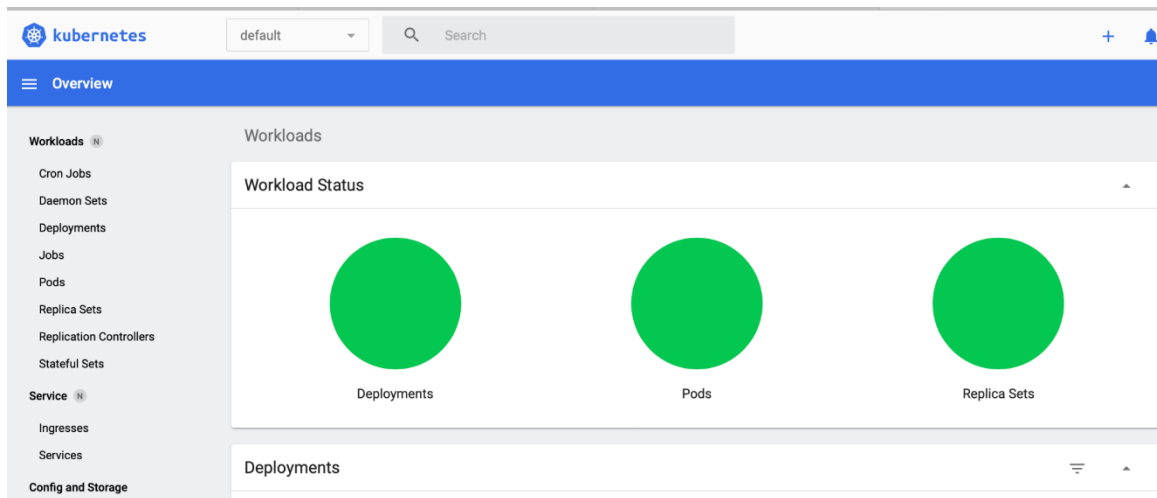 kubernetes
default
Search
Overview
Workloads N
Cron Jobs
Daemon Sets
Deployments
Jobs
Pods
Replica Sets
Replication Controllers
Stateful Sets
Service N
Ingresses
Services
Config and Storage
Workloads
Workload Status
Deployments
Pods
Replica Sets
Deployments